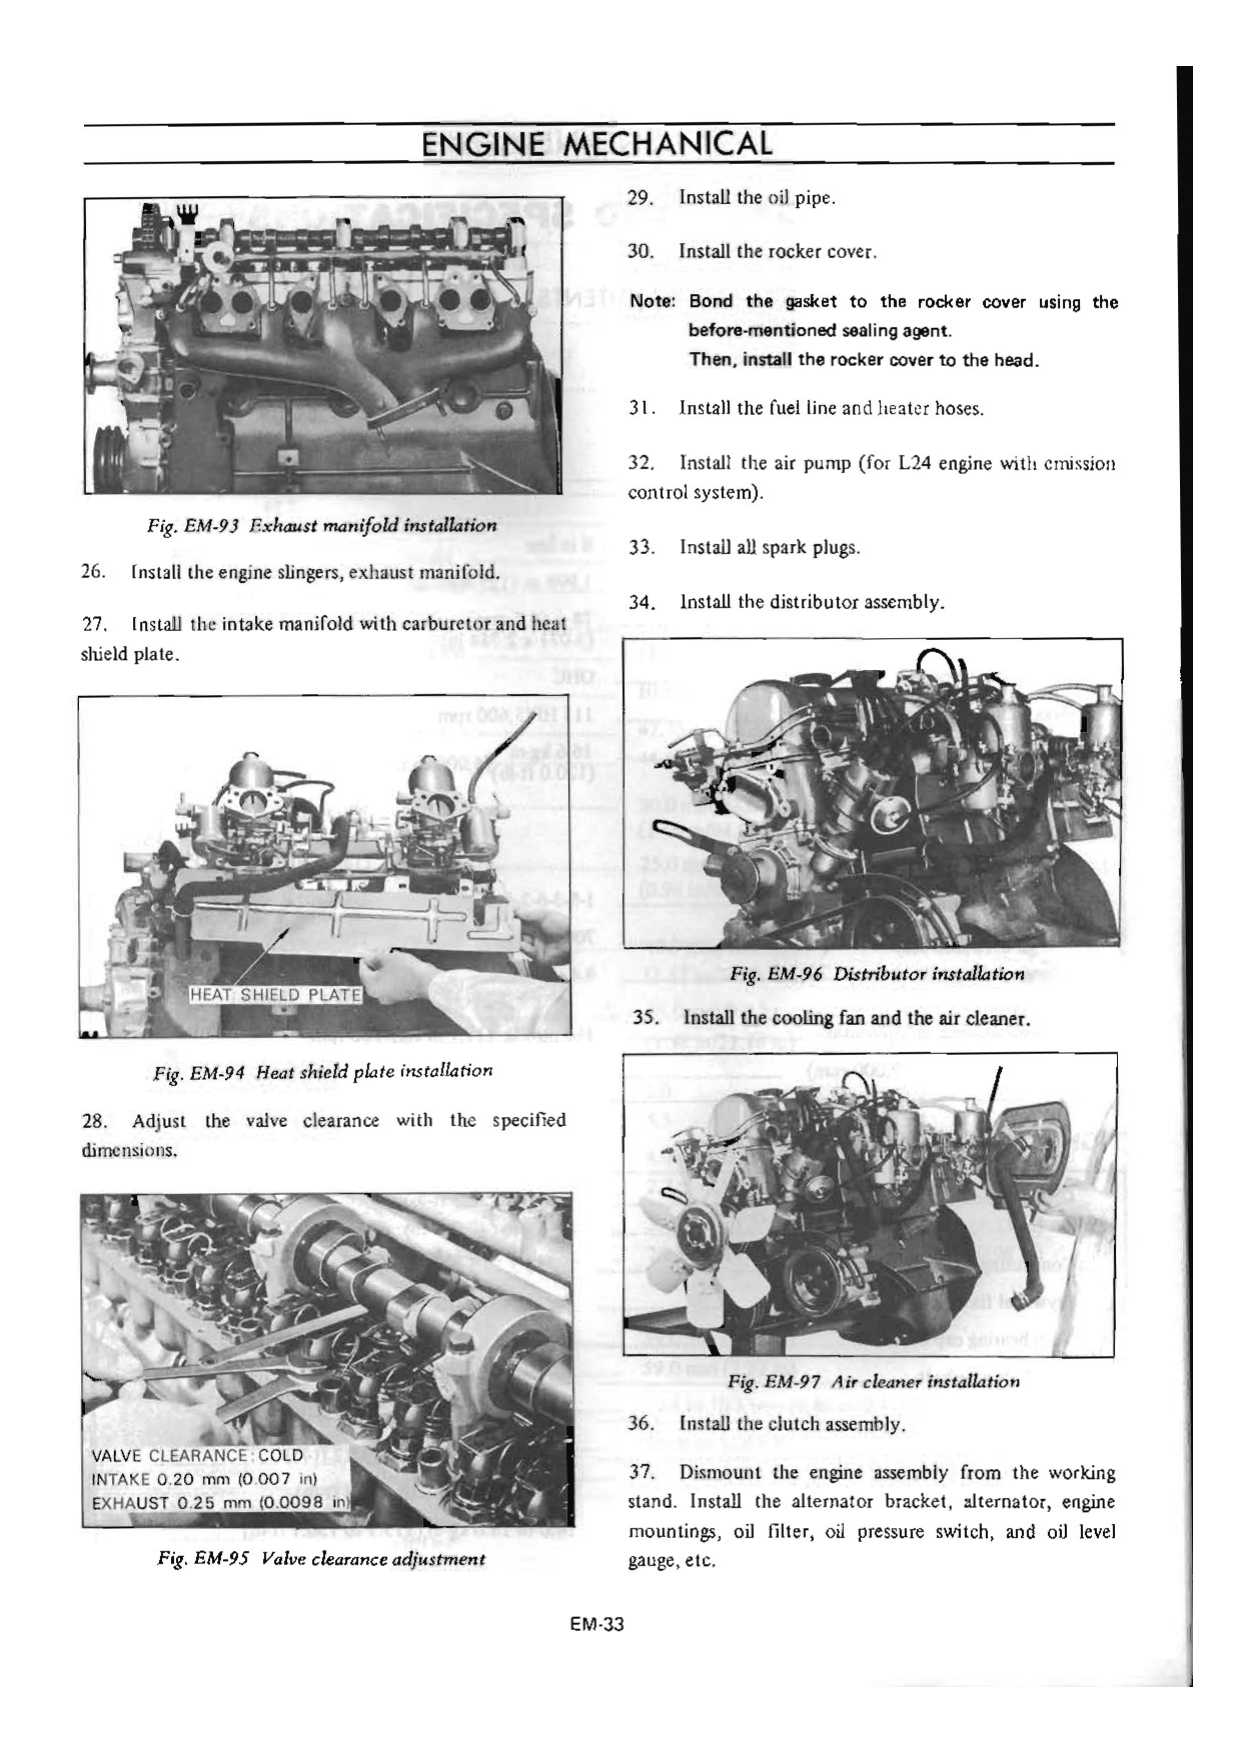 ENGINE MECHANICAL
Fig. EM-93 Exhaust manifold installation
26. Install the engine slingers, exhaust manifold.
27. Install the intake manifold with carburetor and heat
shield plate.
HEAT SHIELD PLATE
Fig. EM-94 Heat shield plate installation
28. Adjust the valve clearance with the specified
dimensions.
VALVE CLEARANCE: COLD
INTAKE 0.20 mm (0.007 in)
EXHAUST 0.25 mm (0.0098 in)
Fig. EM-95 Valve clearance adjustment
29. Install the oil pipe.
30. Install the rocker cover.
Note: Bond the gasket to the rocker cover using the
before-mentioned sealing agent.
Then, install the rocker cover to the head.
31. Install the fuel line and heater hoses.
32. Install the air pump (for L24 engine with emission
control system).
33. Install all spark plugs.
34. Install the distributor assembly.
Fig. EM-96 Distributor installation
35. Install the cooling fan and the air cleaner.
Fig. EM-97 Air cleaner installation
36. Install the clutch assembly.
37. Dismount the engine assembly from the working
stand. Install the alternator bracket, alternator, engine
mountings, oil filter, oil pressure switch, and oil level
gauge, etc.
EM-33